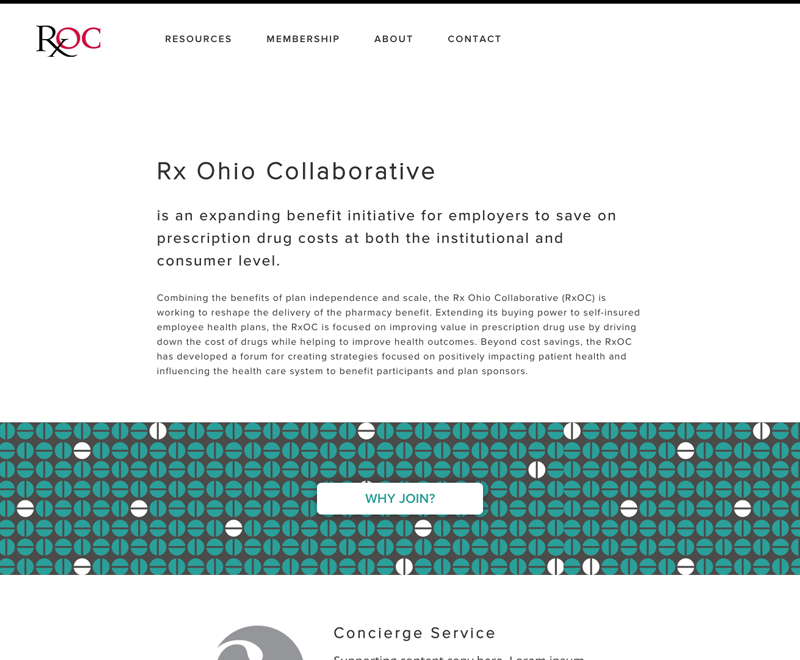 RxOC
RESOURCES MEMBERSHIP ABOUT CONTACT
Rx Ohio Collaborative
is an expanding benefit initiative for employers to save on
prescription drug costs at both the institutional and
consumer level.
Combining the benefits of plan independence and scale, the Rx Ohio Collaborative (RxOC) is
working to reshape the delivery of the pharmacy benefit. Extending its buying power to self-insured
employee health plans, the RxOC is focused on improving value in prescription drug use by driving
down the cost of drugs while helping to improve health outcomes. Beyond cost savings, the RxOC
has developed a forum for creating strategies focused on positively impacting patient health and
influencing the health care system to benefit participants and plan sponsors.
WHY JOIN?
Concierge Service
Supporting content copy here. Lorem ipsum